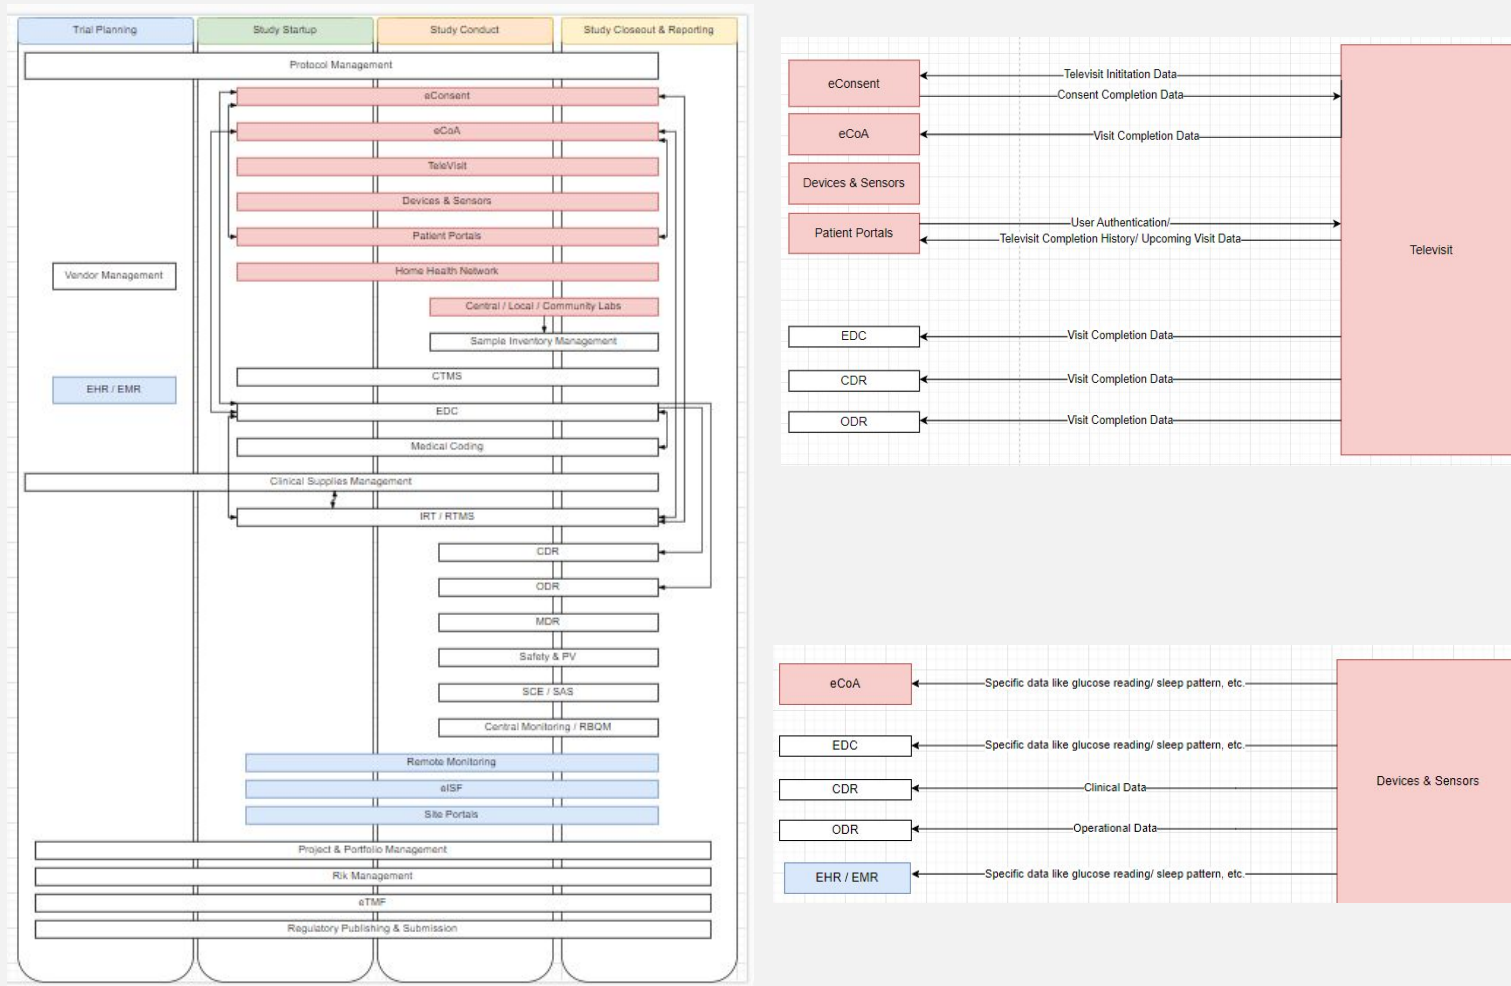 Trial Planning
Study Startup
Study Conduct
Study Closeout & Reporting
Protocol Management
eConsent
eCoA
TeleVisit
Devices & Sensors
Patient Portals
Vendor Management
Home Health Network
Central / Local / Community Labs
Sample Inventory Management
EHR / EMR
CTMS
EDC
Medical Coding
Clinical Supplies Management
IRT / RTMS
CDR
ODR
MDR
Safety & PV
SCE / SAS
Central Monitoring / RBQM
Remote Monitoring
eISF
Site Portals
Project & Portfolio Management
Rik Management
eTMF
Regulatory Publishing & Submission
eConsent
Televisit Inititation Data
Consent Completion Data
eCoA
Visit Completion Data
Devices & Sensors
Patient Portals
User Authentication/
Televisit Completion History/ Upcoming Visit Data
Televisit
EDC
Visit Completion Data
CDR
Visit Completion Data
ODR
Visit Completion Data
eCoA
Specific data like glucose reading/ sleep pattern, etc.
EDC
Specific data like glucose reading/ sleep pattern, etc.
CDR
Clinical Data
Devices & Sensors
ODR
Operational Data
EHR / EMR
Specific data like glucose reading/ sleep pattern, etc.